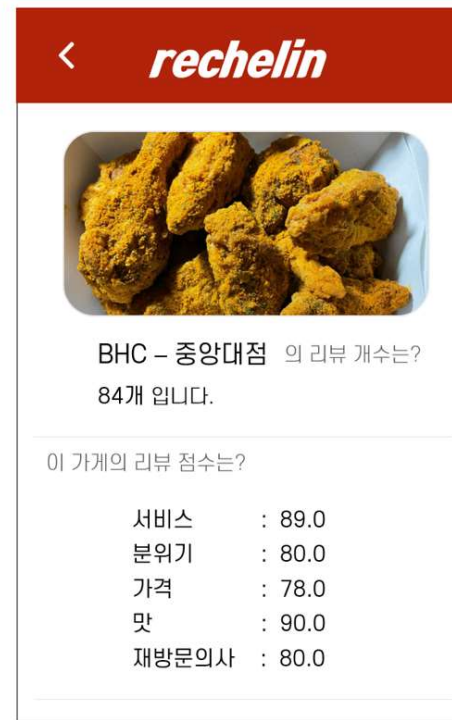 rechelin
BHC – 중앙대점 의 리뷰 개수는?
84개 입니다.
이 가게의 리뷰 점수는?
서비스 : 89.0
분위기 : 80.0
가격 : 78.0
맛 : 90.0
재방문의사 : 80.0